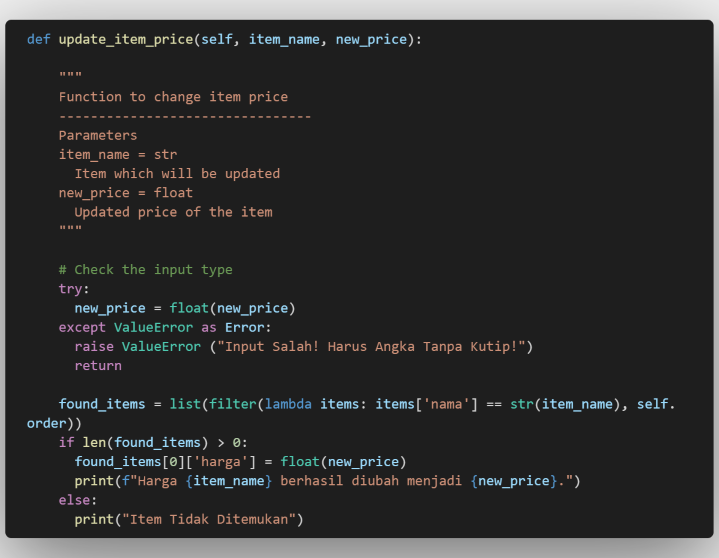 def update_item_price(self, item_name, new_price):
"""
Function to change item price
--------------------------------
Parameters
item_name = str
Item which will be updated
new_price = float
Updated price of the item
"""
# Check the input type
try:
new_price = float(new_price)
except ValueError as Error:
raise ValueError ("Input Salah! Harus Angka Tanpa Kutip!")
return
found_items = list(filter(lambda items: items['nama'] == str(item_name), self.
order))
if len(found_items) > 0:
found_items[0]['harga'] = float(new_price)
print(f"Harga {item_name} berhasil diubah menjadi {new_price}.")
else:
print("Item Tidak Ditemukan")